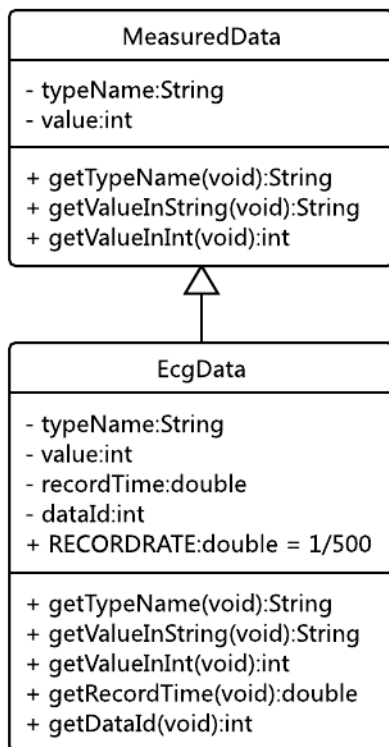 MeasuredData
- typeName:String
- value:int
+ getTypeName(void):String
+ getValueInString(void):String
+ getValueInInt(void):int
EcgData
- typeName:String
- value:int
- recordTime:double
- dataId:int
+ RECORDRATE:double = 1/500
+ getTypeName(void):String
+ getValueInString(void):String
+ getValueInInt(void):int
+ getRecordTime(void):double
+ getDataId(void):int